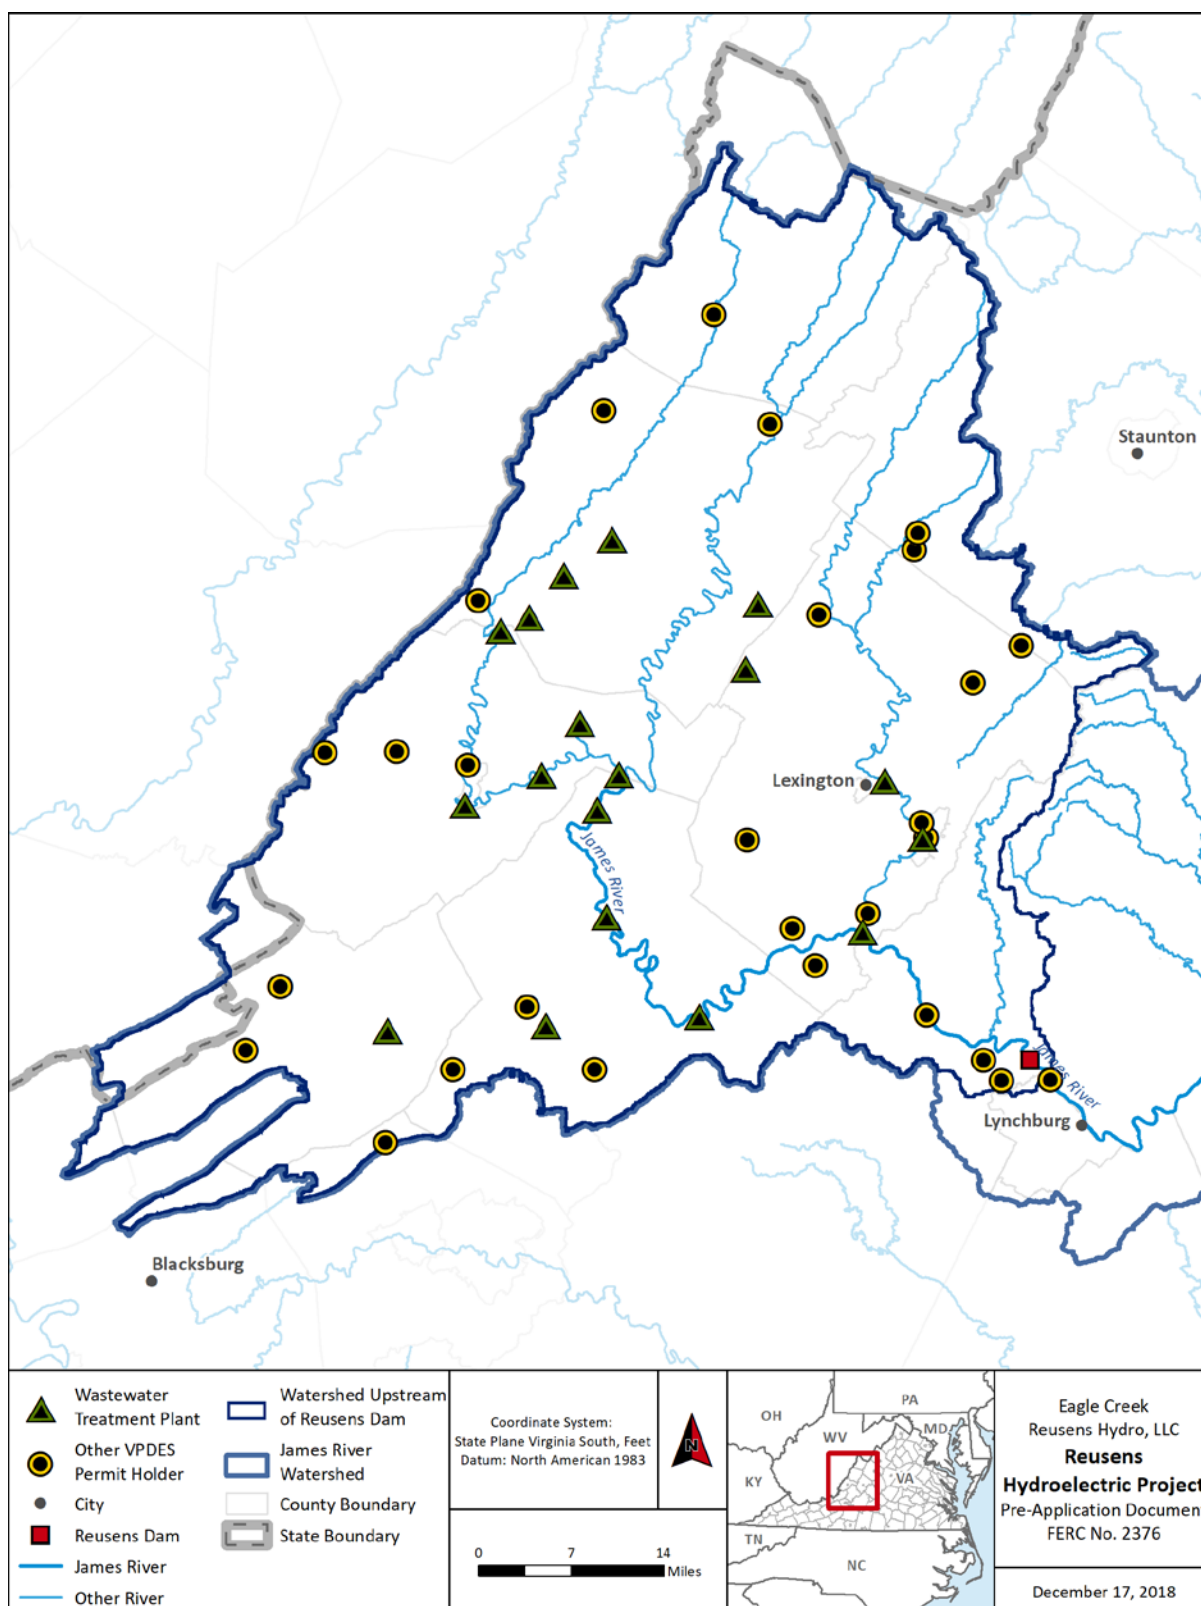 Staunton
Lexington
James River
James River
Lynchburg
Blacksburg
Wastewater
Treatment Plant
Other VPDES
Permit Holder
City
Reusens Dam
James River
Other River
Watershed Upstream
of Reusens Dam
James River
Watershed
County Boundary
State Boundary
Coordinate System:
State Plane Virginia South, Feet
Datum: North American 1983
N
0 7 14
Miles
PA
OH
MD
WV
KY
VA
TN
NC
Eagle Creek
Reusens Hydro, LLC
Reusens
Hydroelectric Project
Pre-Application Documen
FERC No. 2376
December 17, 2018